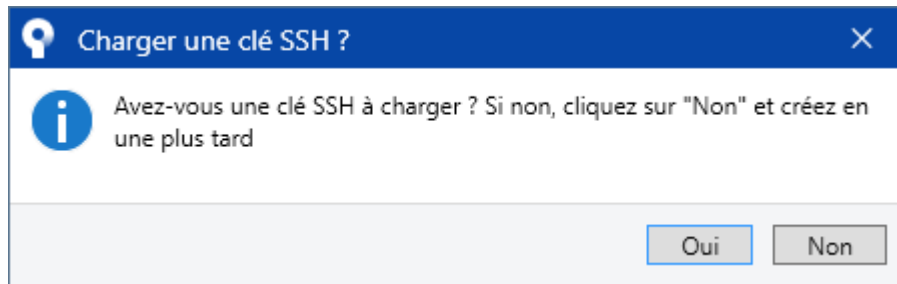 Charger une clé SSH ?
Avez-vous une clé SSH à charger ? Si non, cliquez sur "Non" et créez en
une plus tard
Oui
Non